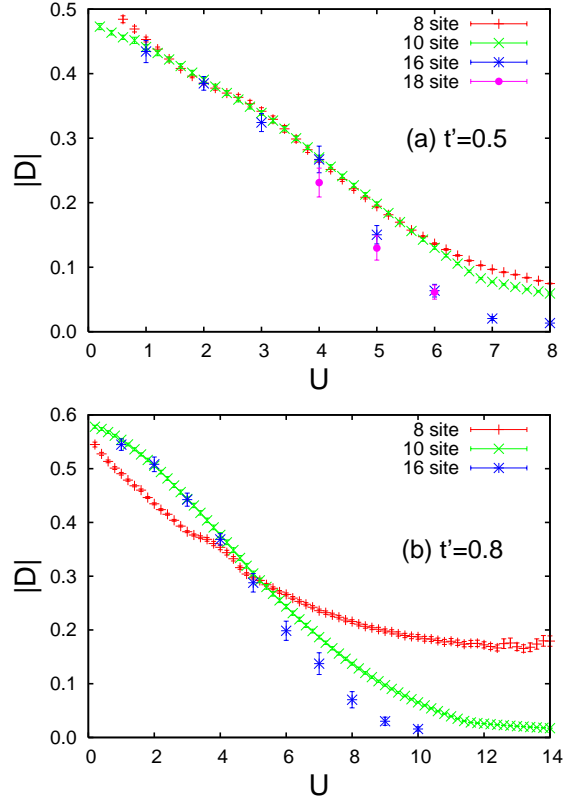 0.5
0.4
0.3
0.2
0.1
0.0
|D|
8 site
10 site
16 site
18 site
(a) t'=0.5
0 1 2 3 4 5 6 7 8
U
0.6
0.5
0.4
0.3
0.2
0.1
0.0
|D|
8 site
10 site
16 site
(b) t'=0.8
0 2 4 6 8 10 12 14
U